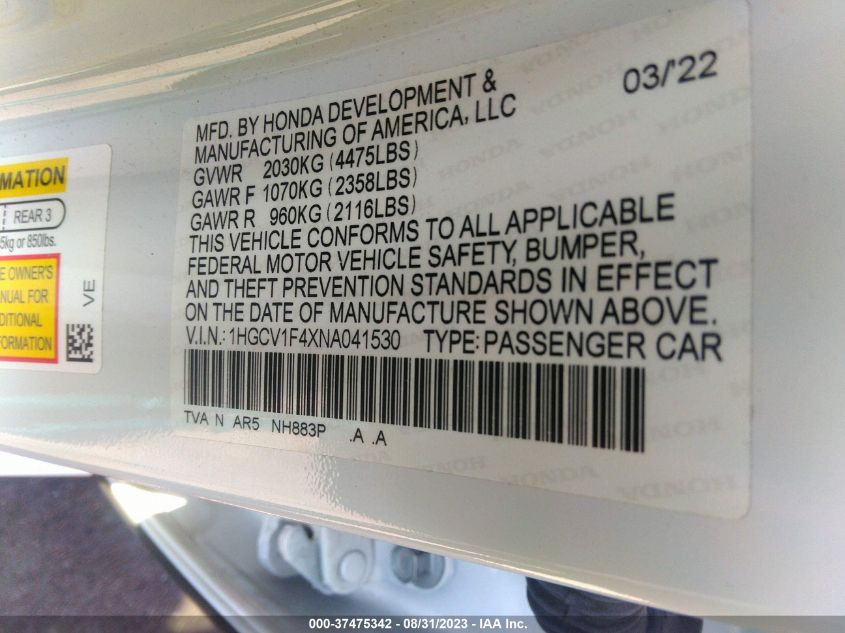 MATION
REAR 3
5kg or 850lbs.
E OWNER'S
NUAL FOR
DITIONAL
FORMATION
VE
03/'22
MFD. BY HONDA DEVELOPMENT &
MANUFACTURING OF AMERICA, LLC
GVWR 2030KG (4475LBS)
GAWR F 1070KG (2358LBS)
GAWR R 960KG (2116LBS)
THIS VEHICLE CONFORMS TO ALL APPLICABLE
FEDERAL MOTOR VEHICLE SAFETY, BUMPER,
AND THEFT PREVENTION STANDARDS IN EFFECT
ON THE DATE OF MANUFACTURE SHOWN ABOVE.
V.I.N.: 1HGCV1F4XNA041530 TYPE: PASSENGER CAR
TVA N AR5 NH883P .A .A
000-37475342 - 08/31/2023 - IAA Inc.